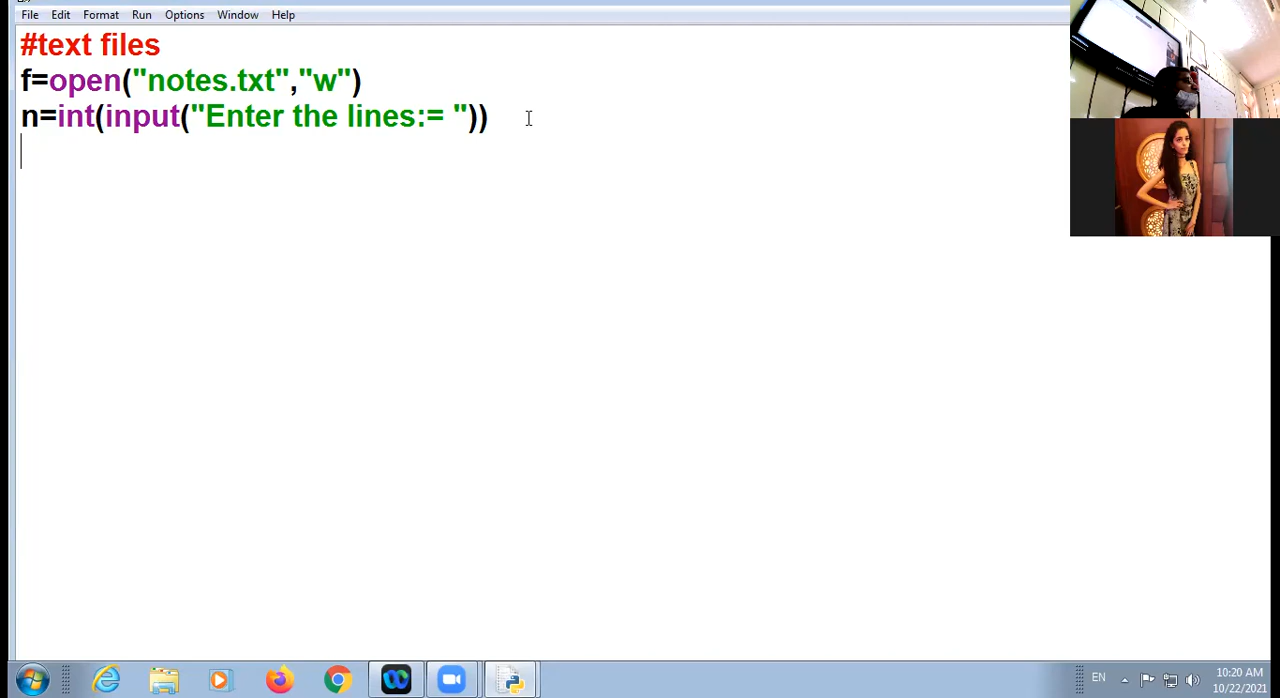 File Edit Format Run Options Window Help
#text files
f=open("notes.txt","w")
n=int(input("Enter the lines:= "))
EN
10:20 AM
10/22/2021